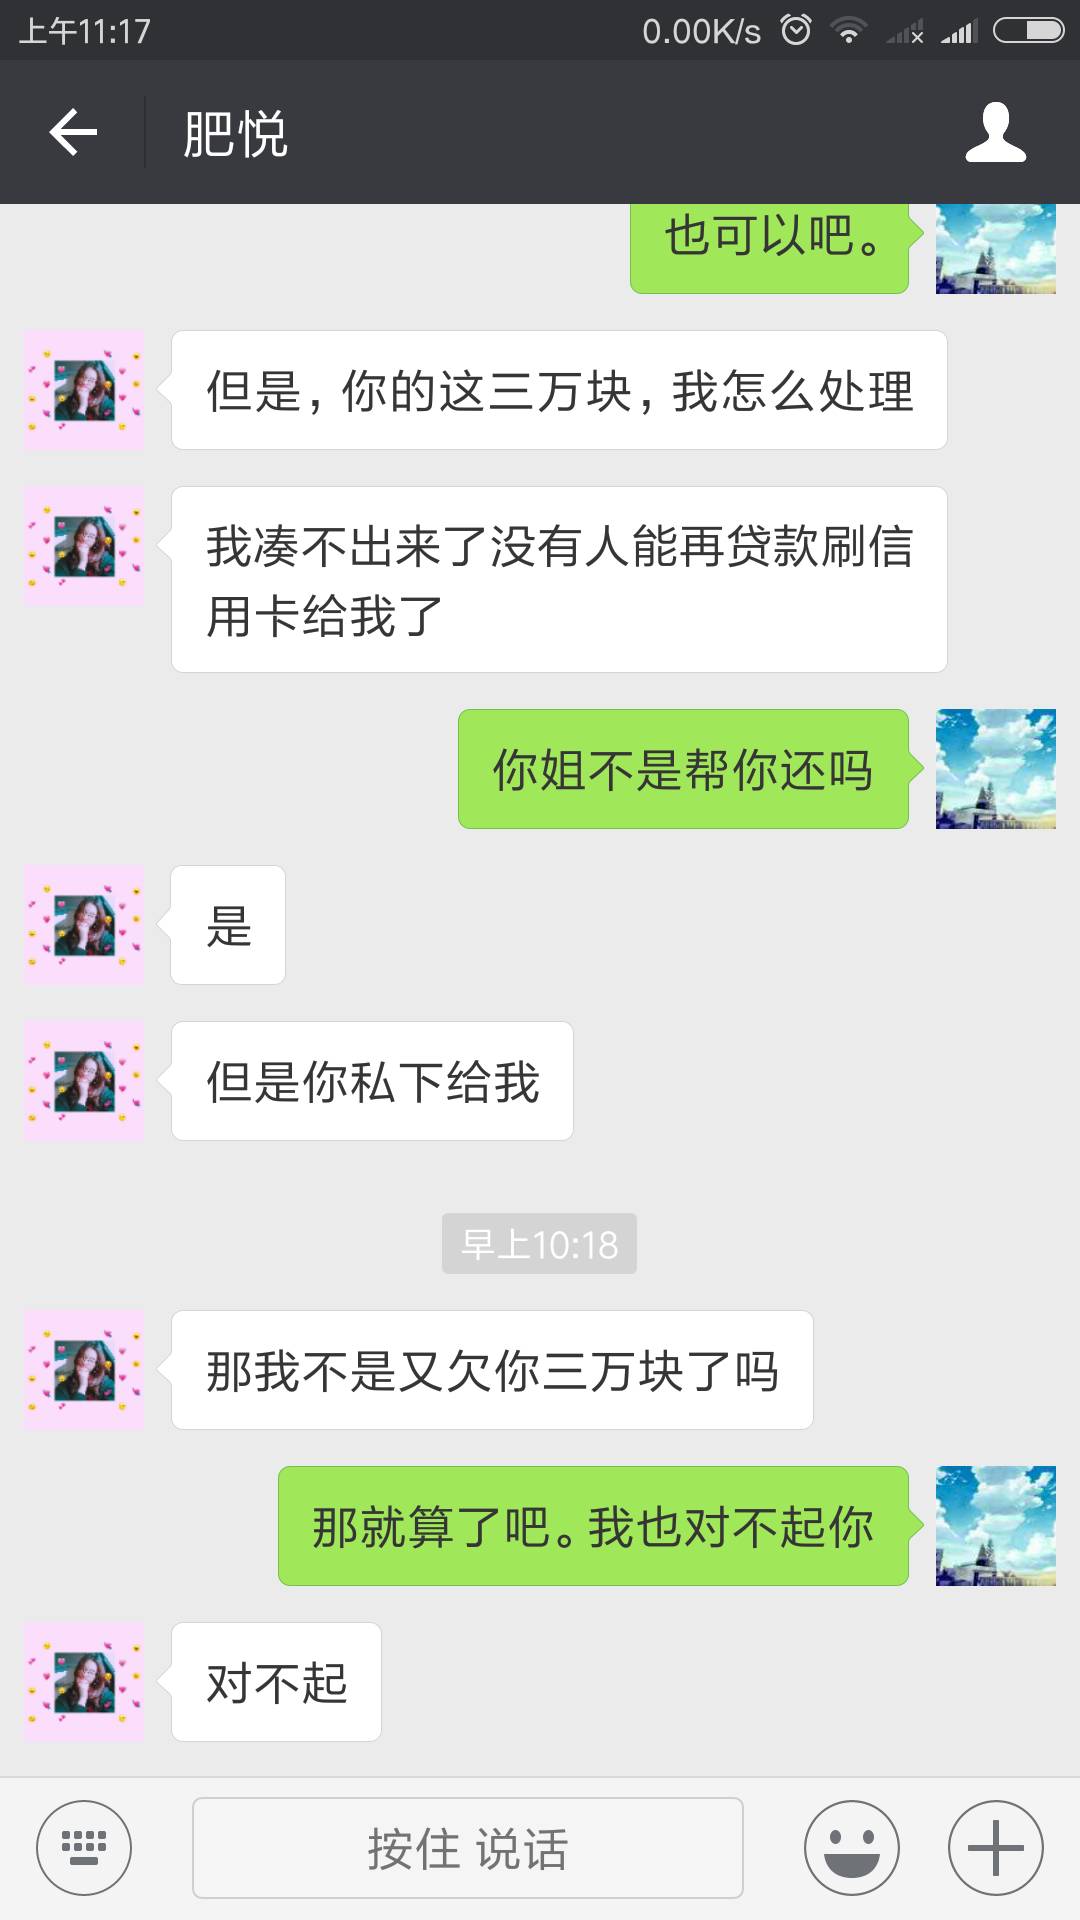 上午11:17
0.00K/s
肥悦
也可以吧。
但是，你的这三万块，我怎么处理
我凑不出来了没有人能再贷款刷信
用卡给我了
你姐不是帮你还吗
是
但是你私下给我
早上10:18
那我不是又欠你三万块了吗
那就算了吧。我也对不起你
对不起
按住 说话